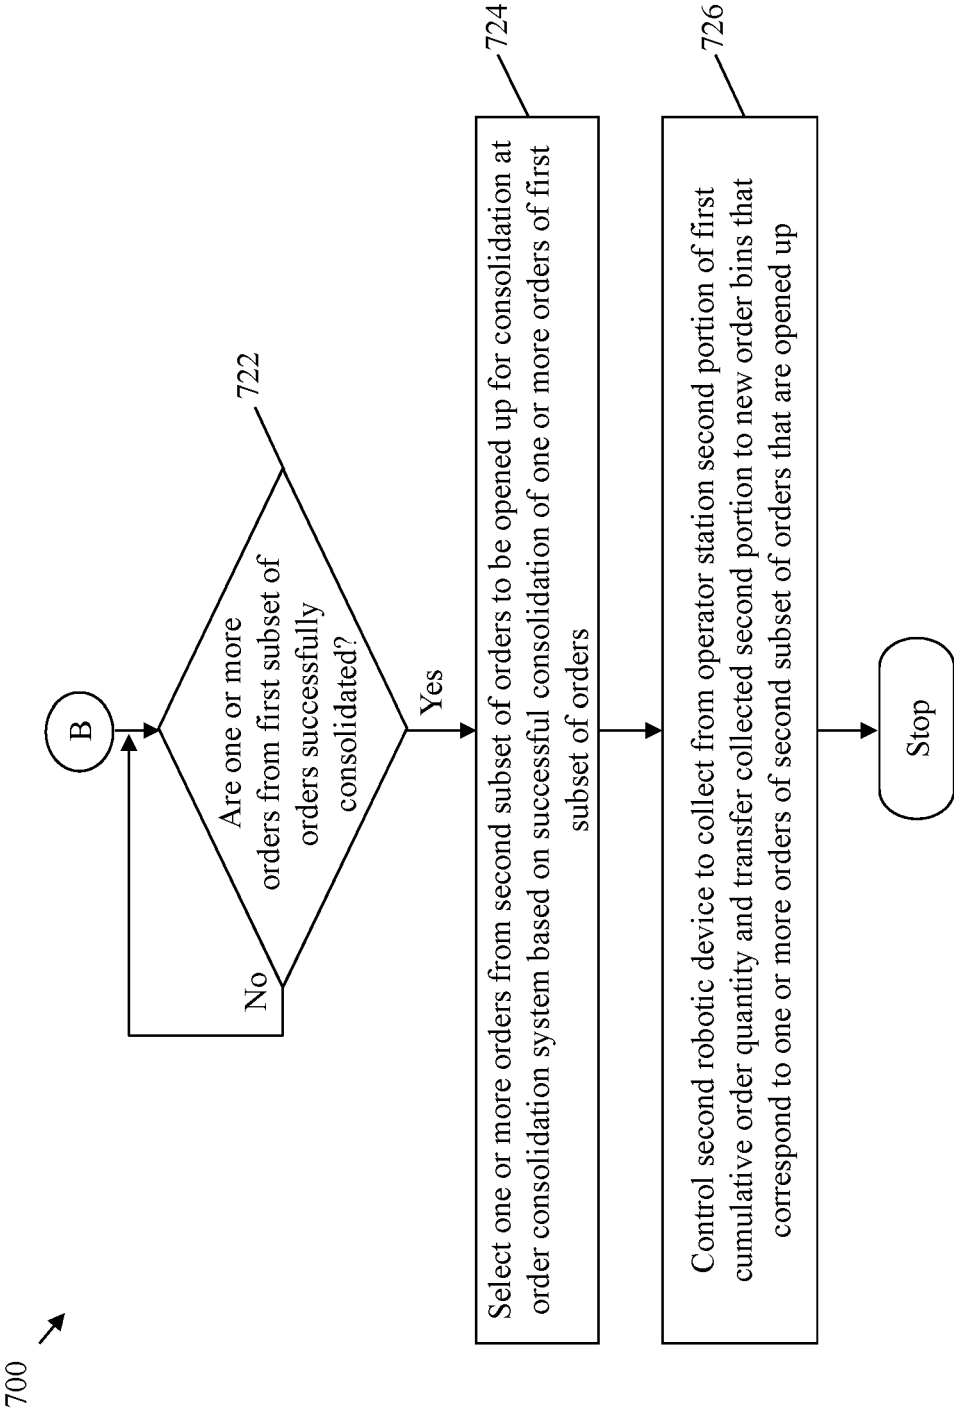 700
B
Are one or more
orders from first subset of
orders successfully
consolidated?
722
No
Yes
Select one or more orders from second subset of orders to be opened up for consolidation at
order consolidation system based on successful consolidation of one or more orders of first
subset of orders
724
Control second robotic device to collect from operator station second portion of first
cumulative order quantity and transfer collected second portion to new order bins that
correspond to one or more orders of second subset of orders that are opened up
726
Stop